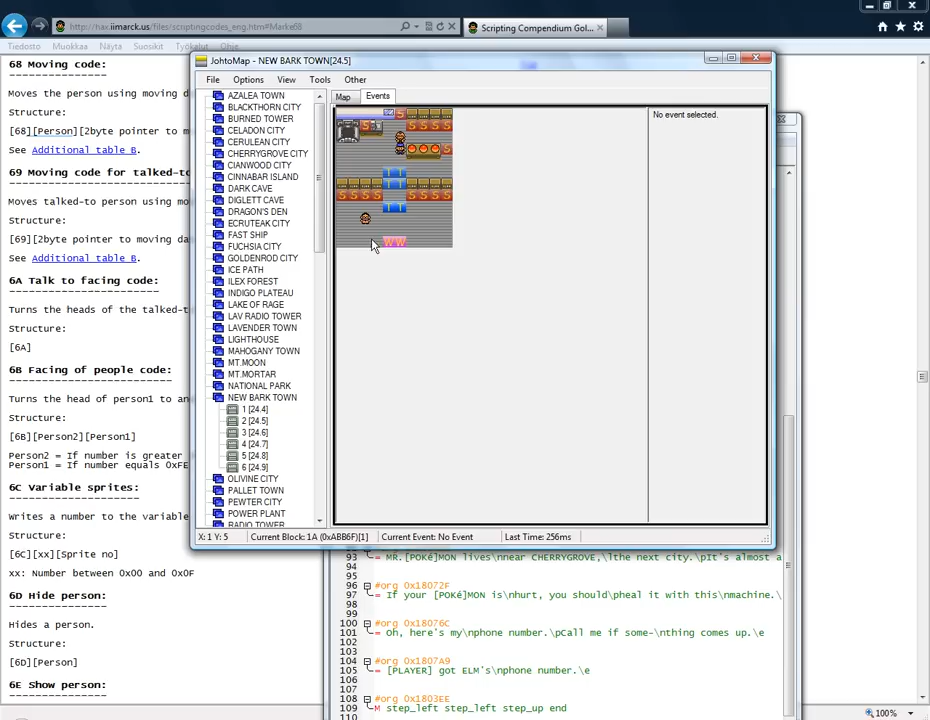 http://hax.iimarck.us/files/scriptingcodes_eng.htm#Marke68
Scripting Compendium Gol...
Tiedosto Muokkaa Näytä Suosikit Työkalut Ohje
68 Moving code:
--------------
Moves the person using moving d
Structure:
[68][Person][2byte pointer to m
See Additional table B.
69 Moving code for talked-to
Moves talked-to person using mo
Structure:
[69][2byte pointer to moving da
See Additional table B.
6A Talk to facing code:
Turns the heads of the talked-t
Structure:
[6A]
6B Facing of people code:
Turns the head of person1 to an
Structure:
[6B][Person2][Person1]
Person2 = If number is greater
Person1 = If number equals 0xFE
6C Variable sprites:
Writes a number to the variable
Structure:
[6C][xx][Sprite no]
xx: Number between 0x00 and 0x0F
6D Hide person:
Hides a person.
Structure:
[6D][Person]
6E Show person:
JohtoMap - NEW BARK TOWN[24.5]
File Options View Tools Other
AZALEA TOWN
BLACKTHORN CITY
BURNED TOWER
CELADON CITY
CERULEAN CITY
CHERRYGROVE CITY
CIANWOOD CITY
CINNABAR ISLAND
DARK CAVE
DIGLETT CAVE
DRAGON'S DEN
ECRUTEAK CITY
FAST SHIP
FUCHSIA CITY
GOLDENROD CITY
ICE PATH
ILEX FOREST
INDIGO PLATEAU
LAKE OF RAGE
LAV RADIO TOWER
LAVENDER TOWN
LIGHTHOUSE
MAHOGANY TOWN
MT.MOON
MT.MORTAR
NATIONAL PARK
NEW BARK TOWN
1 [24.4]
2 [24.5]
3 [24.6]
4 [24.7]
5 [24.8]
6 [24.9]
OLIVINE CITY
PALLET TOWN
PEWTER CITY
POWER PLANT
RADIO TOWER
Map Events
No event selected.
X: 1 Y: 5 Current Block: 1A (0xABB6F)[1] Current Event: No Event Last Time: 256ms
93 = MR.[POKé]MON lives\nnear CHERRYGROVE,\lthe next city.\pIt's almost a
94
95
96 #org 0x18072F
97 = If your [POKé]MON is\nhurt, you should\pheal it with this\nmachine.\
98
99
100 #org 0x18076C
101 = Oh, here's my\nphone number.\pCall me if some-\nthing comes up.\e
102
103
104 #org 0x1807A9
105 = [PLAYER] got ELM's\nphone number.\e
106
107
108 #org 0x1803EE
109 M step_left step_left step_up end
110
100%